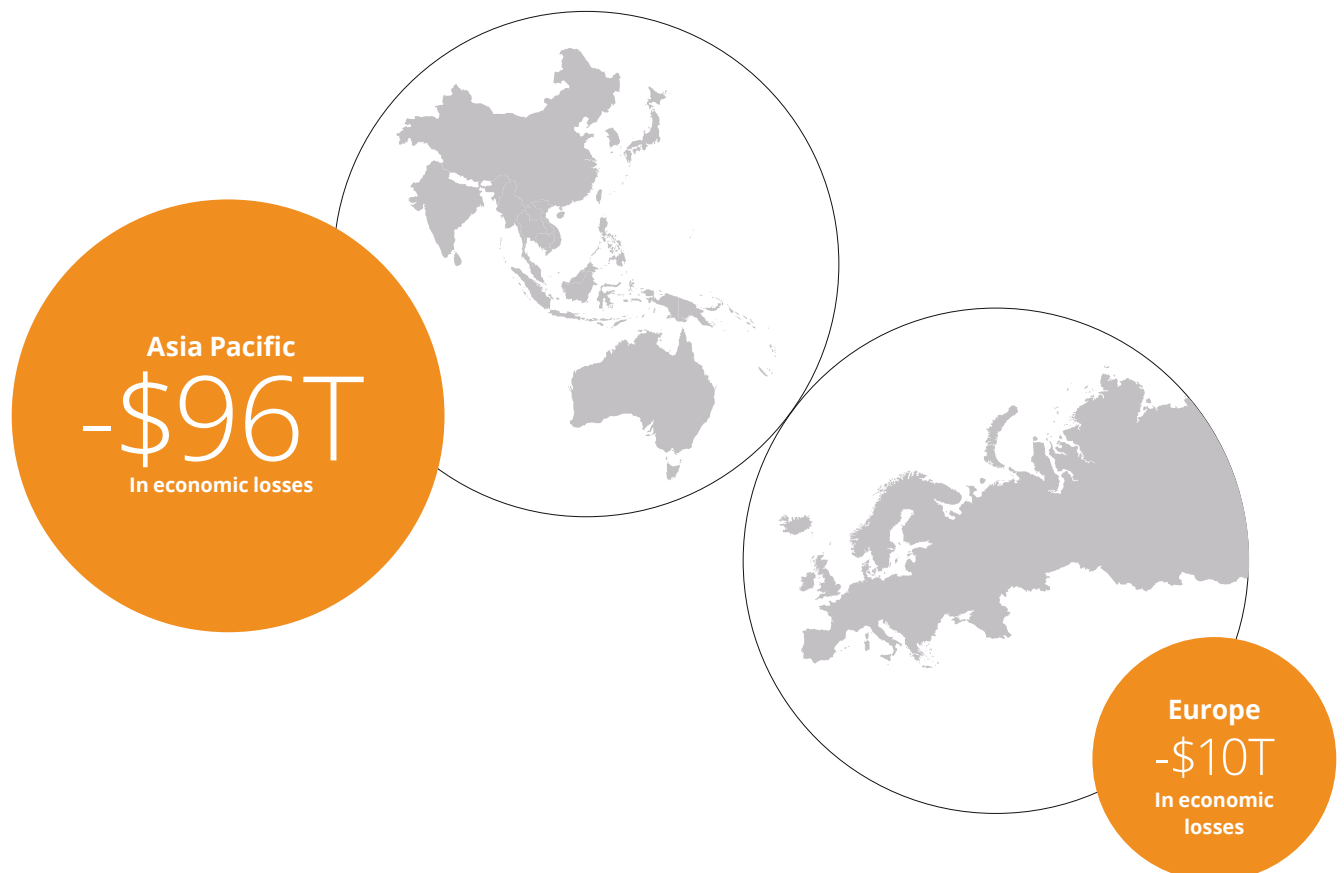 Asia Pacific
-$96T
In economic losses
Europe
-$10T
In economic
losses